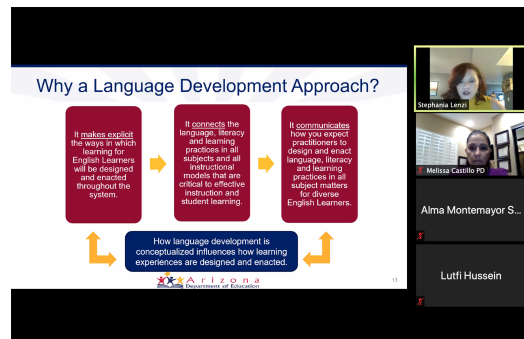 Why a Language Development Approach?
It makes explicit
the ways in which
learning for
English Learners
will be designed
and enacted
throughout the
system.
It connects the
language, literacy
and learning
practices in all
subjects and all
instructional
models that are
critical to effective
instruction and
student learning.
It communicates
how you expect
practitioners to
design and enact
language, literacy
and learning
practices in all
subject matters
for diverse
English Learners.
How language development is
conceptualized influences how learning
experiences are designed and enacted.
Arizona
Department of Education
13
Stephania Lenzi
Melissa Castillo PD
Alma Montemayor S...
Lutfi Hussein